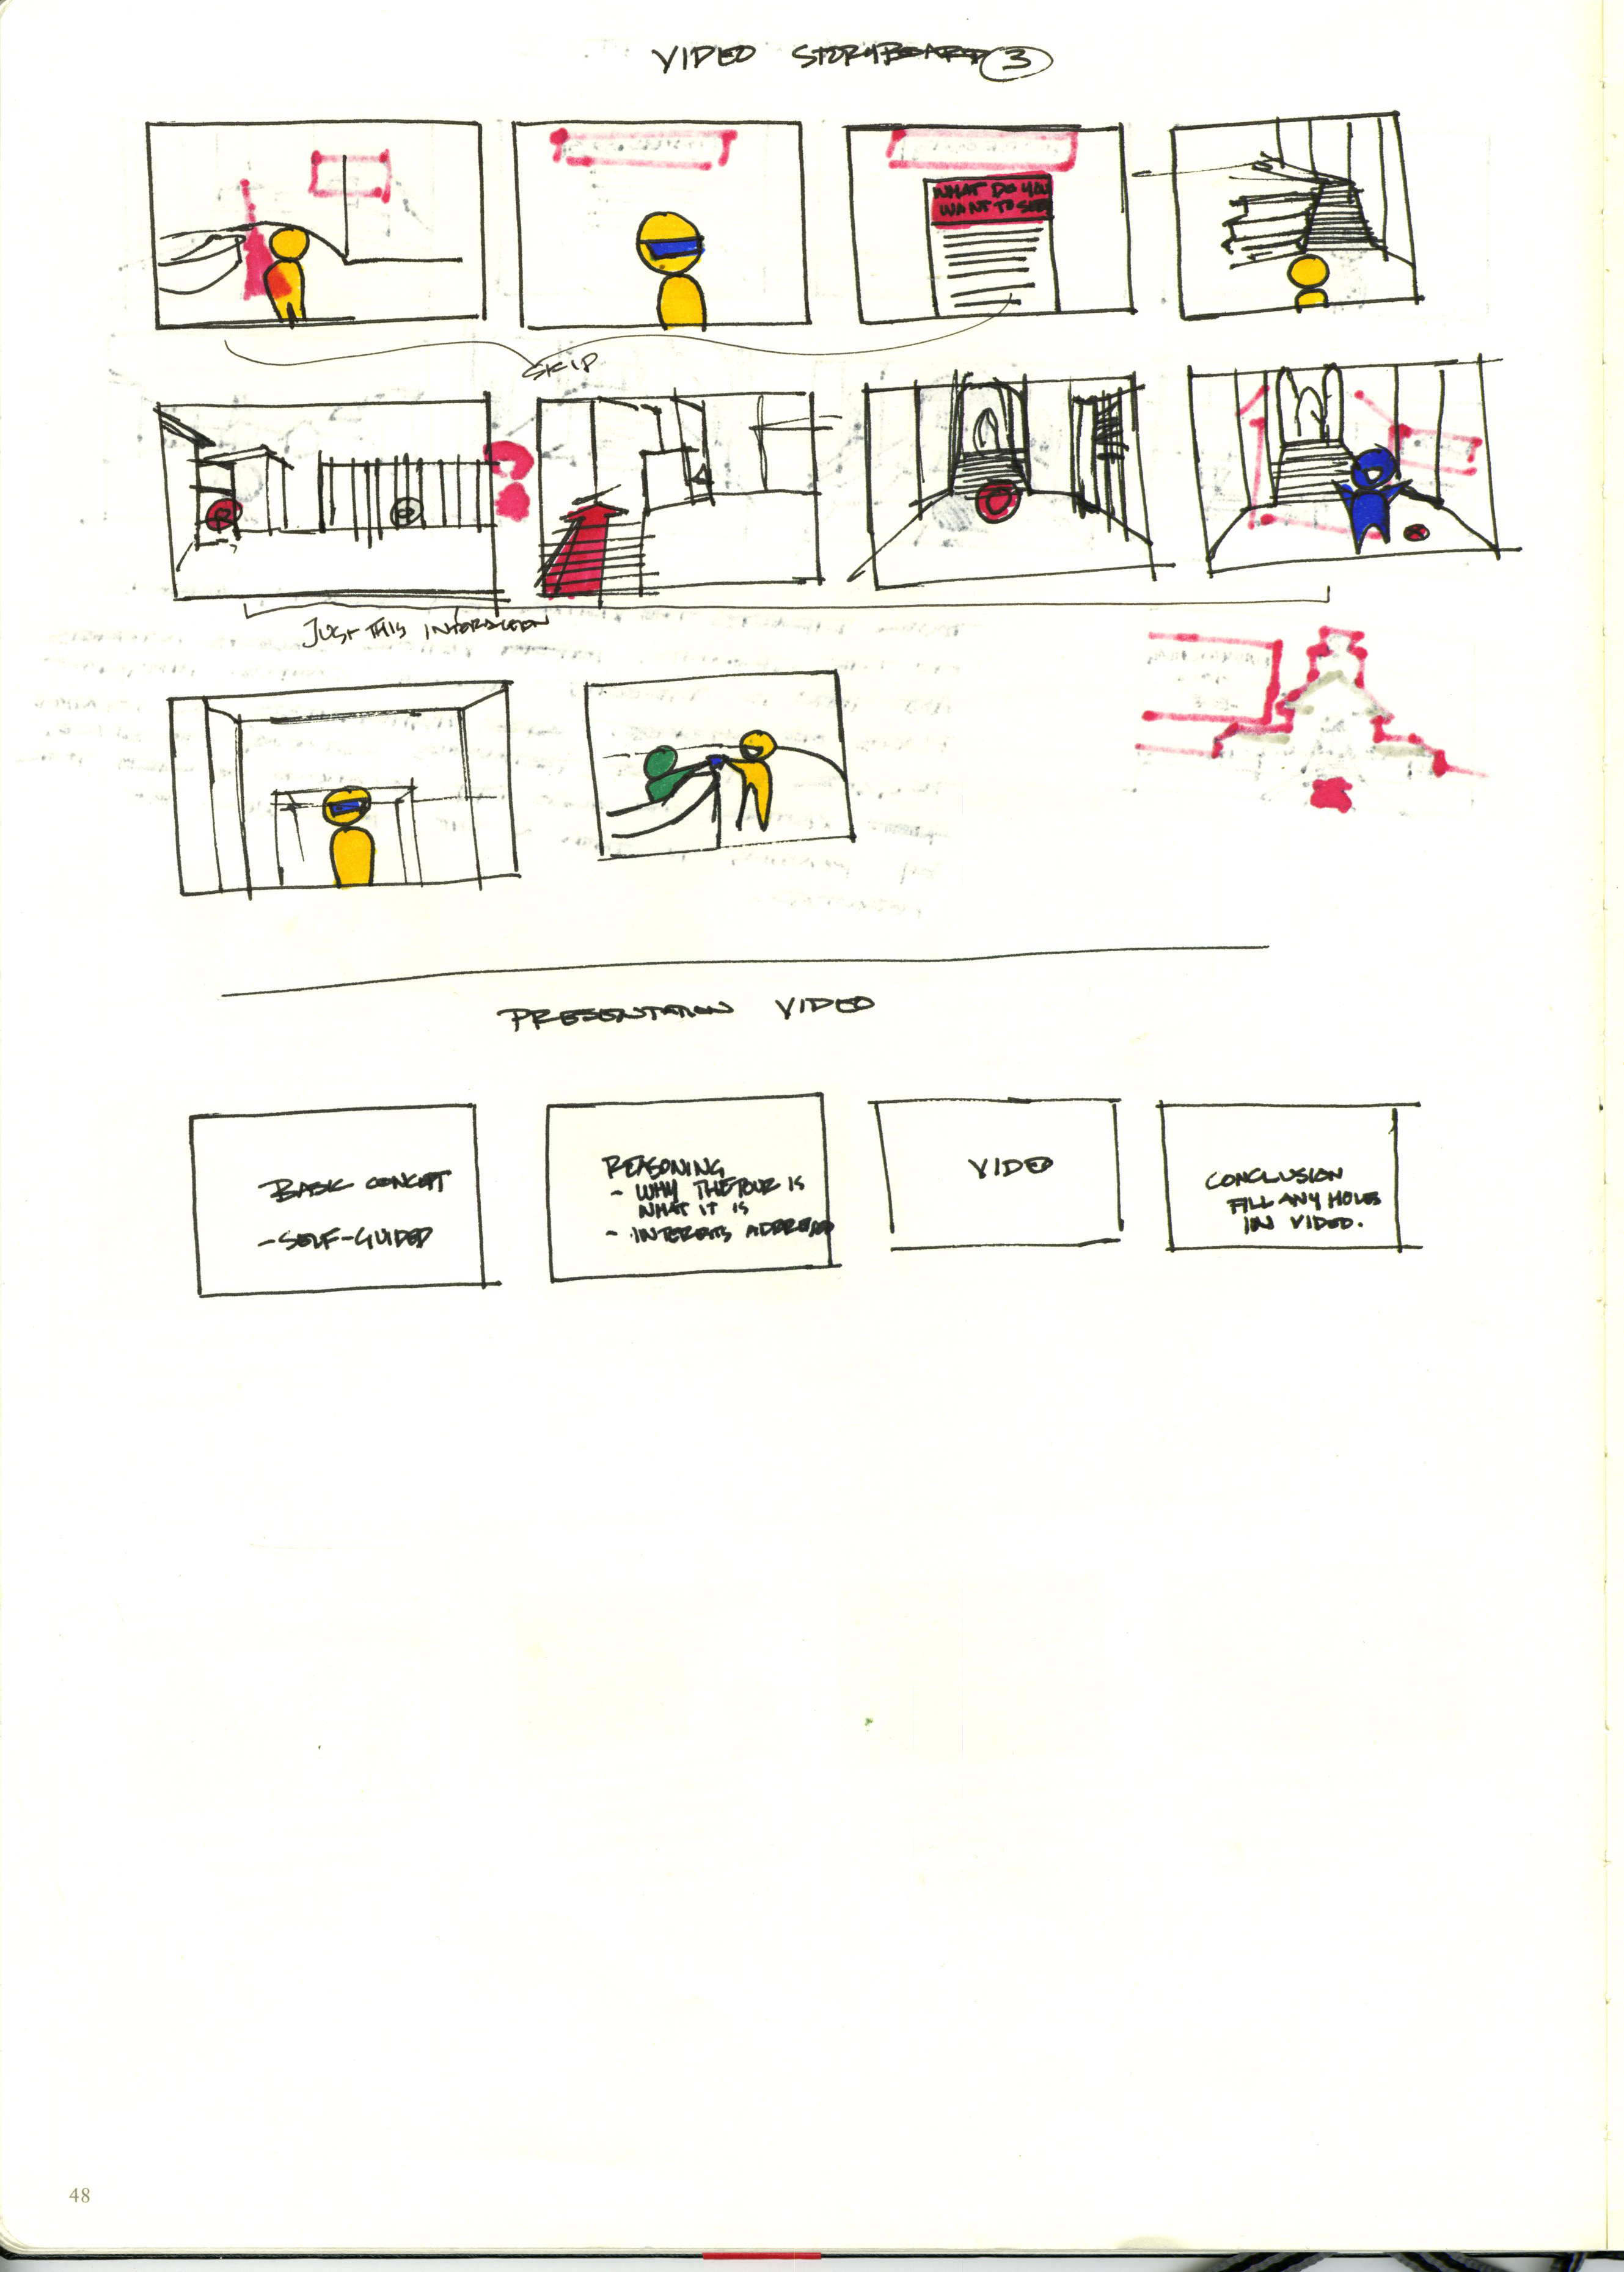 VIDEO STORYBOARD 3
WHAT DO YOU
WANT TO SEE
SKIP
R
JUST THIS INTERACTION
PRESENTATION VIDEO
BASIC CONCEPT
- SELF-GUIDED
REASONING
- WHY THE TOUR IS
WHAT IT IS
- INTERESTS ADDRESSED
VIDEO
CONCLUSION
FILL ANY HOLES
IN VIDEO.
48